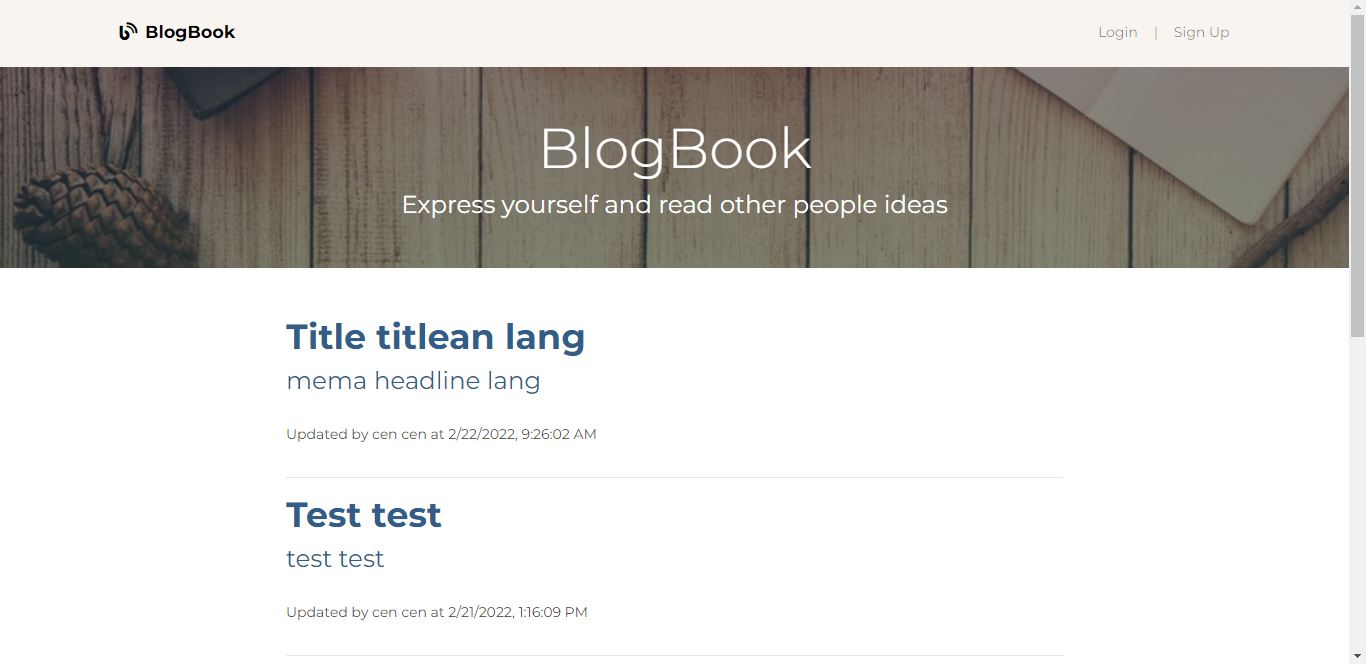 BlogBook
Login | Sign Up
BlogBook
Express yourself and read other people ideas
Title titlean lang
mema headline lang
Updated by cen cen at 2/22/2022, 9:26:02 AM
Test test
test test
Updated by cen cen at 2/21/2022, 1:16:09 PM